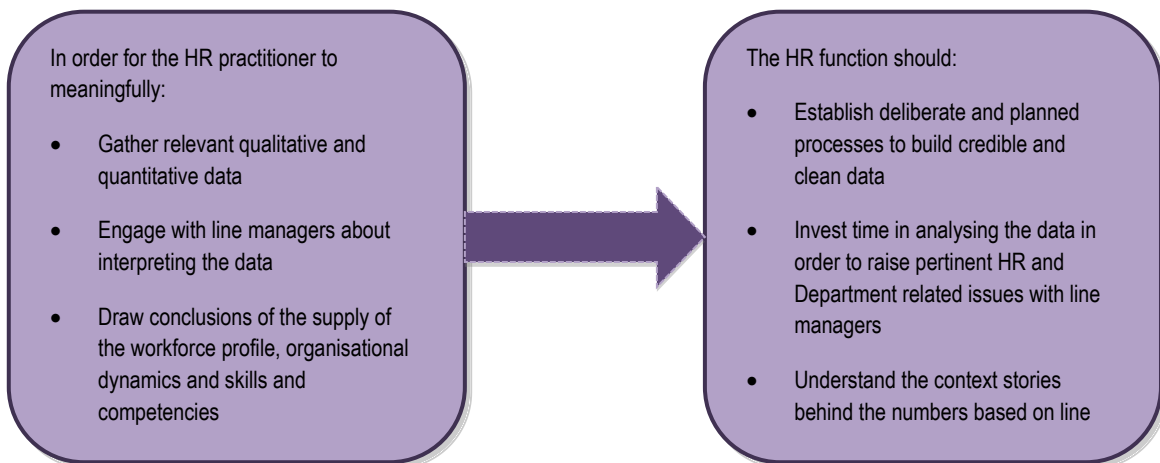 In order for the HR practitioner to
meaningfully:
• Gather relevant qualitative and
quantitative data
• Engage with line managers about
interpreting the data
• Draw conclusions of the supply of
the workforce profile, organisational
dynamics and skills and
competencies
The HR function should:
• Establish deliberate and planned
processes to build credible and
clean data
• Invest time in analysing the data in
order to raise pertinent HR and
Department related issues with line
managers
• Understand the context stories
behind the numbers based on line